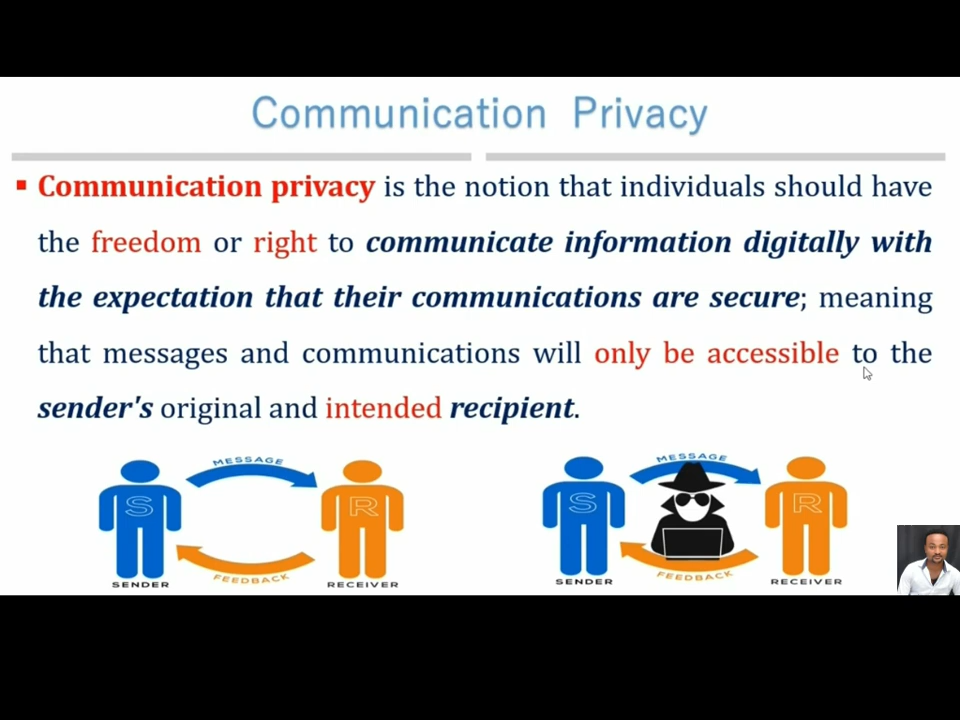 Communication Privacy
▪ Communication privacy is the notion that individuals should have
the freedom or right to communicate information digitally with
the expectation that their communications are secure; meaning
that messages and communications will only be accessible to the
sender's original and intended recipient.
MESSAGE
S
R
FEEDBACK
SENDER
RECEIVER
MESSAGE
S
R
FEEDBACK
SENDER
RECEIVER